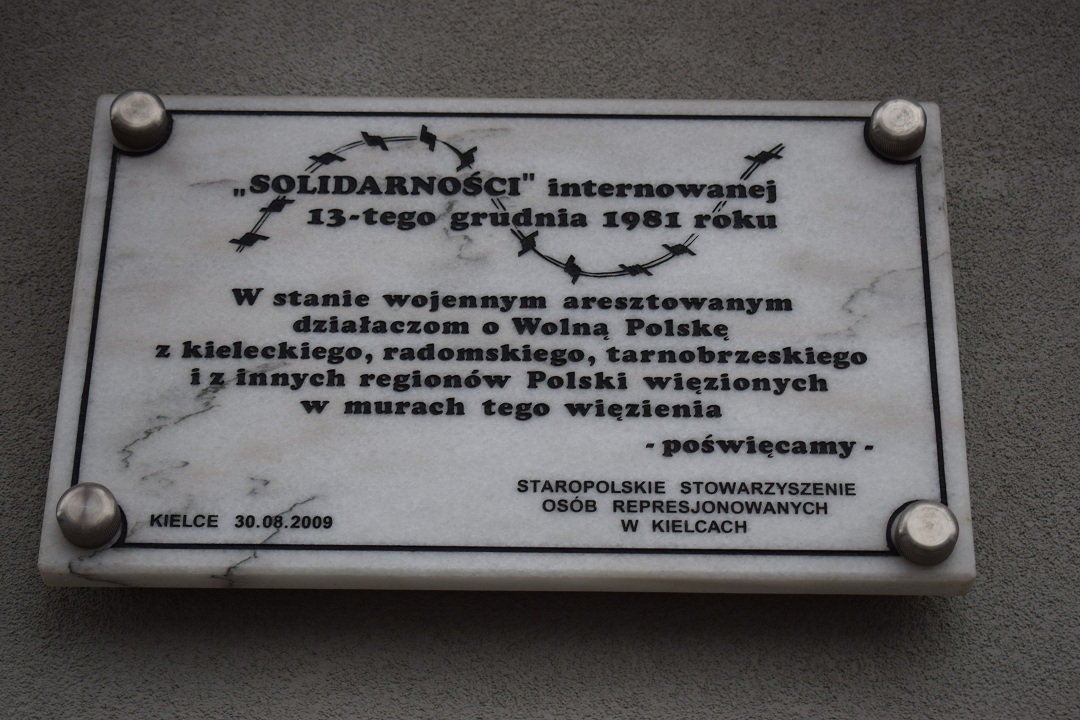 „SOLIDARNOŚCI" internowanej
13-tego grudnia 1981 roku
W stanie wojennym aresztowanym
działaczom o Wolną Polskę
z kieleckiego, radomskiego, tarnobrzeskiego
i z innych regionów Polski więzionych
w murach tego więzienia
- poświęcamy -
STAROPOLSKIE STOWARZYSZENIE
OSÓB REPRESJONOWANYCH
W KIELCACH
KIELCE 30.08.2009